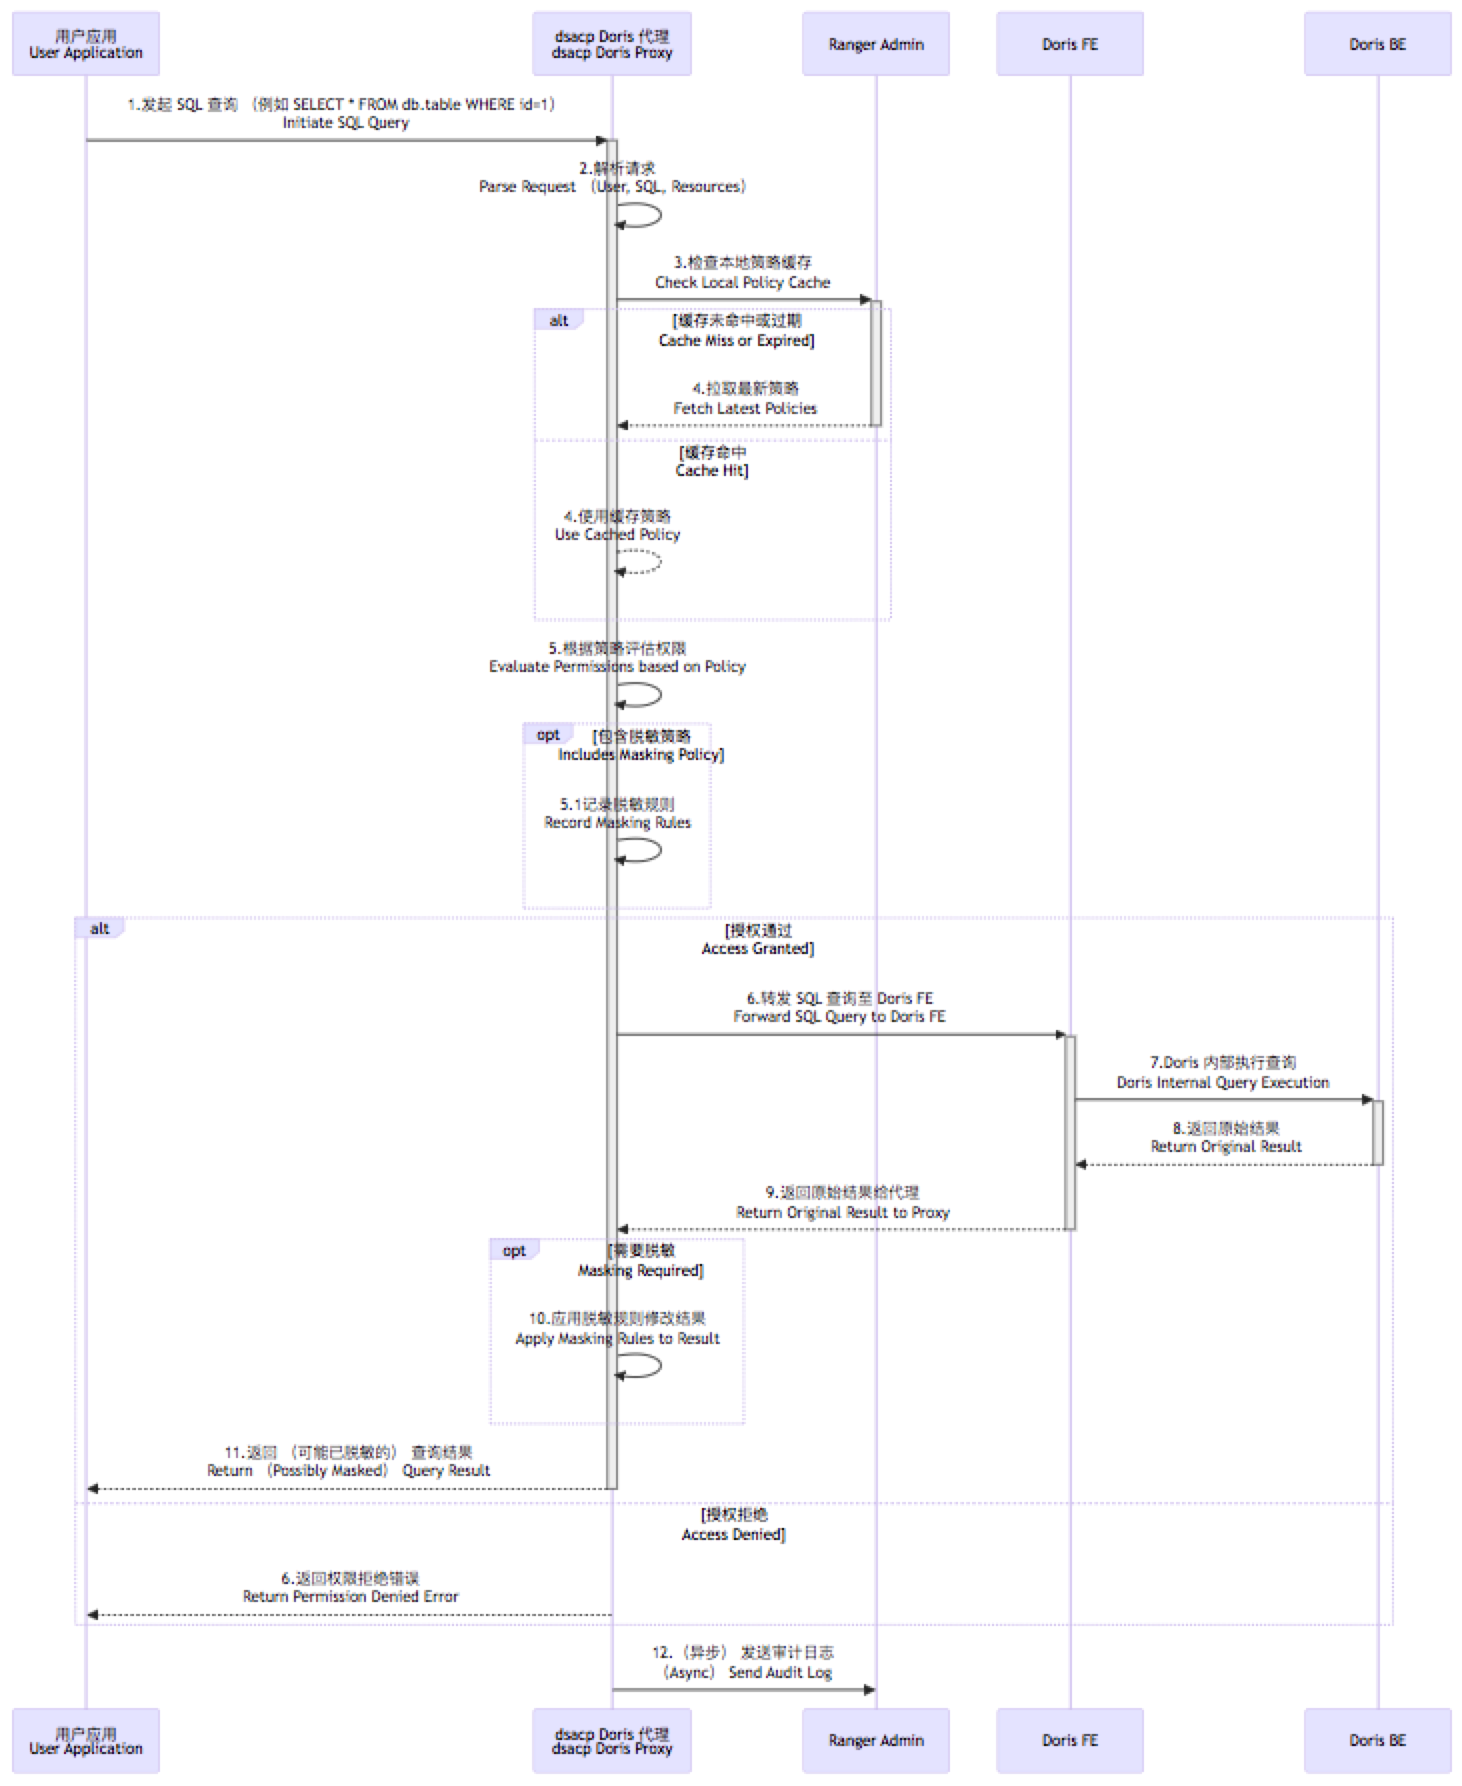 用户应用
User Application
dsacp Doris 代理
dsacp Doris Proxy
Ranger Admin
Doris FE
Doris BE
1.发起 SQL 查询 （例如 SELECT * FROM db.table WHERE id=1）
Initiate SQL Query
2.解析请求
Parse Request （User, SQL, Resources）
3.检查本地策略缓存
Check Local Policy Cache
alt
[缓存未命中或过期
Cache Miss or Expired]
4.拉取最新策略
Fetch Latest Policies
[缓存命中
Cache Hit]
4.使用缓存策略
Use Cached Policy
5.根据策略评估权限
Evaluate Permissions based on Policy
opt
[包含脱敏策略
Includes Masking Policy]
5.1记录脱敏规则
Record Masking Rules
alt
[授权通过
Access Granted]
6.转发 SQL 查询至 Doris FE
Forward SQL Query to Doris FE
7.Doris 内部执行查询
Doris Internal Query Execution
8.返回原始结果
Return Original Result
9.返回原始结果给代理
Return Original Result to Proxy
opt
[需要脱敏
Masking Required]
10.应用脱敏规则修改结果
Apply Masking Rules to Result
11.返回 （可能已脱敏的） 查询结果
Return （Possibly Masked） Query Result
[授权拒绝
Access Denied]
6.返回权限拒绝错误
Return Permission Denied Error
12.（异步） 发送审计日志
（Async） Send Audit Log
用户应用
User Application
dsacp Doris 代理
dsacp Doris Proxy
Ranger Admin
Doris FE
Doris BE